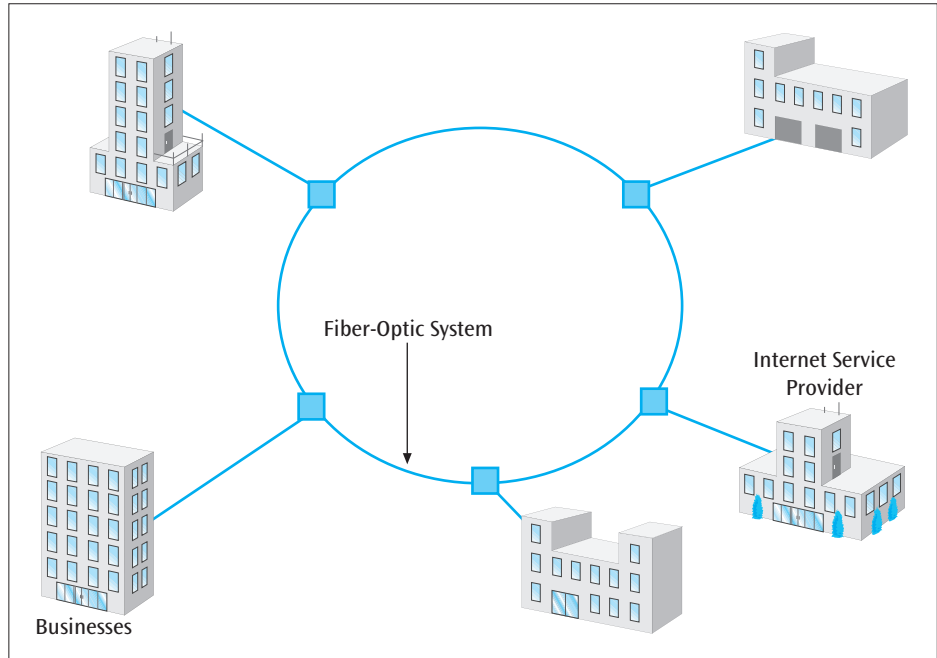 Fiber-Optic System
Internet Service
Provider
Businesses